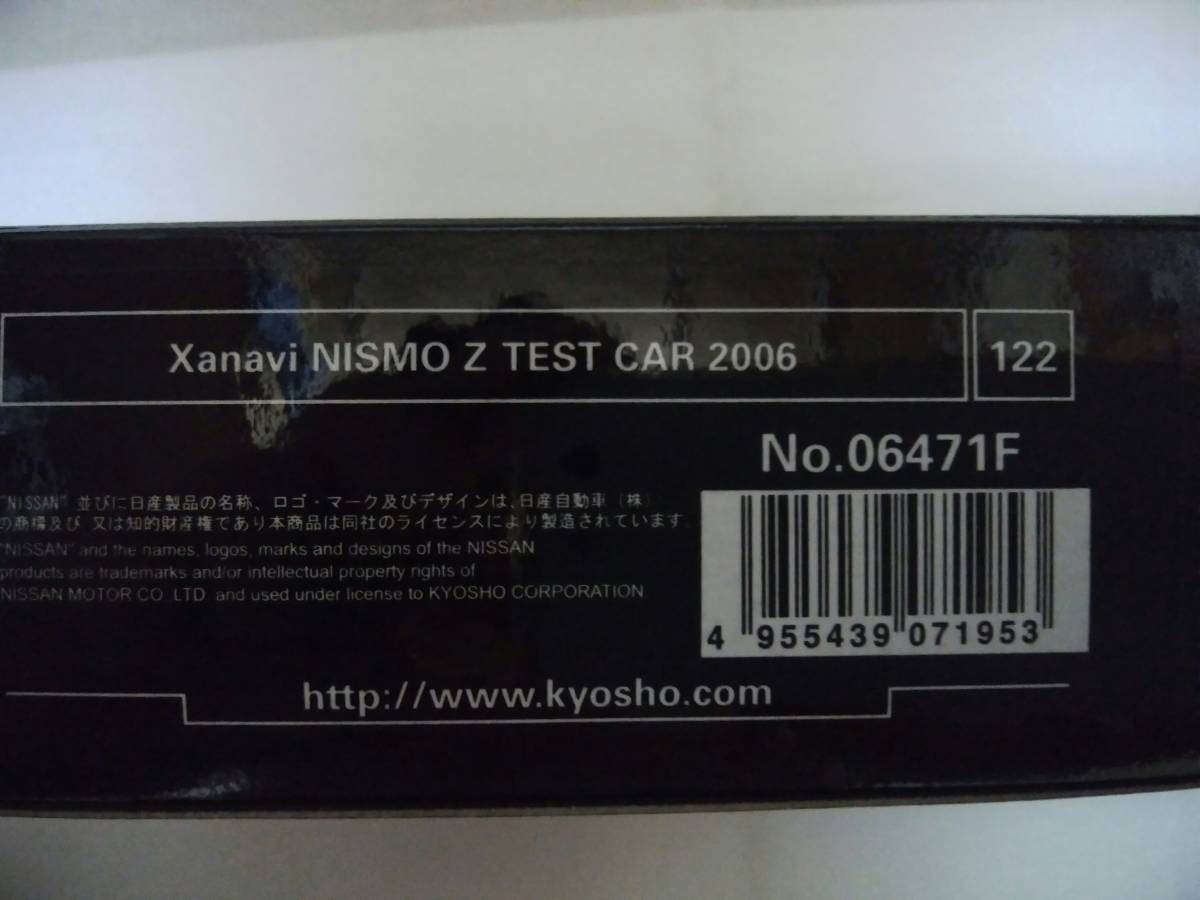 Xanavi NISMO Z TEST CAR 2006
122
No.06471F
"NISSAN" 並びに日産製品の名称、ロゴ・マーク及びデザインは、日産自動車（株）
の商標及び 又は知的財産権であり本商品は同社のライセンスにより製造されています.
"NISSAN" and the names, logos, marks and designs of the NISSAN
products are trademarks and/or intellectual property rights of
NISSAN MOTOR CO.LTD. and used under license to KYOSHO CORPORATION.
4 955439 071953
http://www.kyosho.com